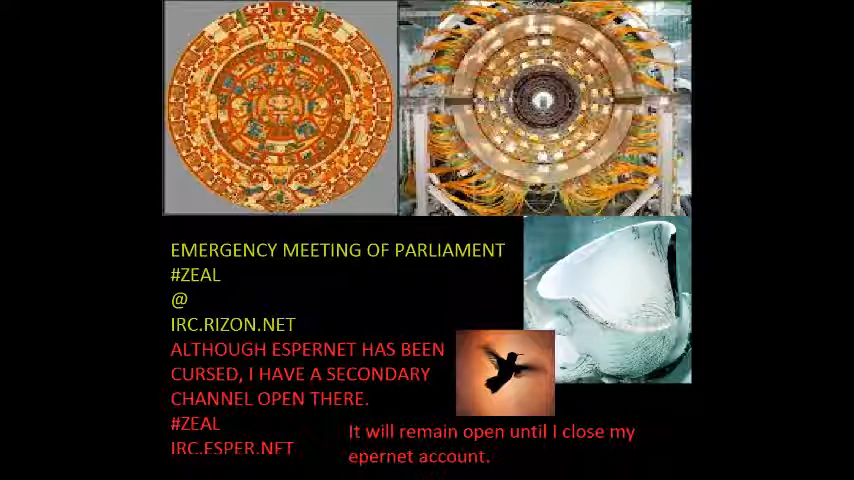 EMERGENCY MEETING OF PARLIAMENT
#ZEAL
@
IRC.RIZON.NET
ALTHOUGH ESPERNET HAS BEEN
CURSED, I HAVE A SECONDARY
CHANNEL OPEN THERE.
#ZEAL
IRC.ESPER.NET
It will remain open until I close my
epernet account.